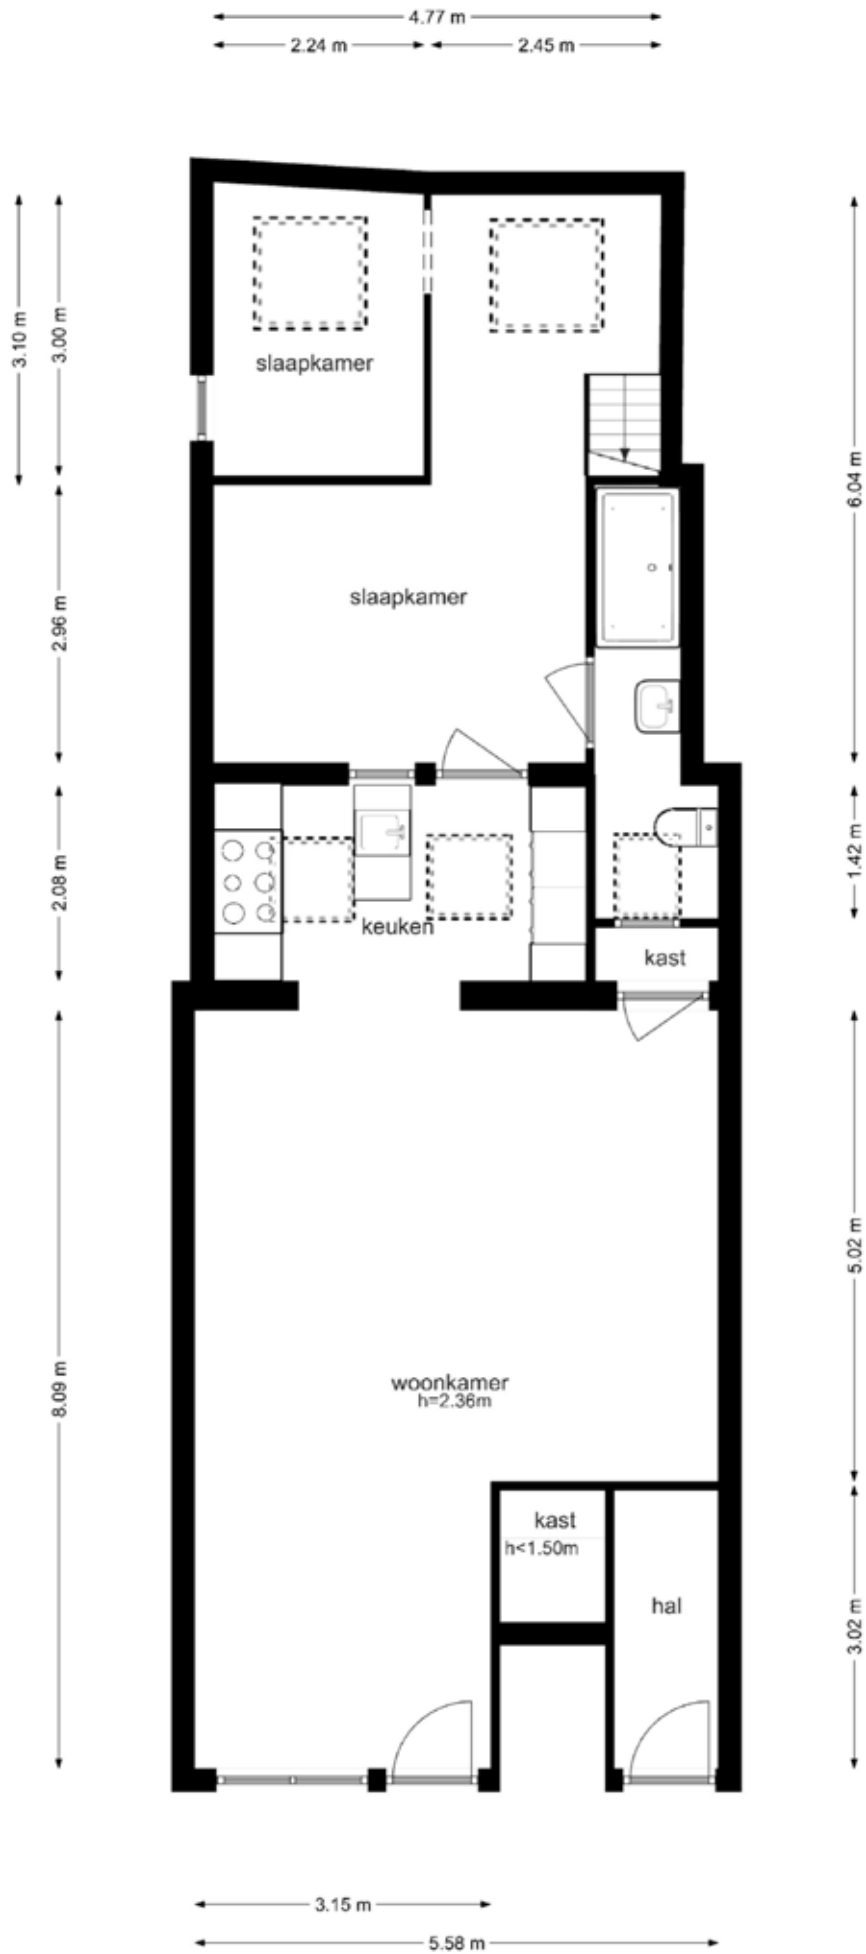 4.77 m
2.24 m
2.45 m
3.10 m
3.00 m
slaapkamer
6.04 m
2.96 m
slaapkamer
2.08 m
1.42 m
keuken
kast
5.02 m
8.09 m
woonkamer
h=2.36m
kast
h<1.50m
hal
3.02 m
3.15 m
5.58 m